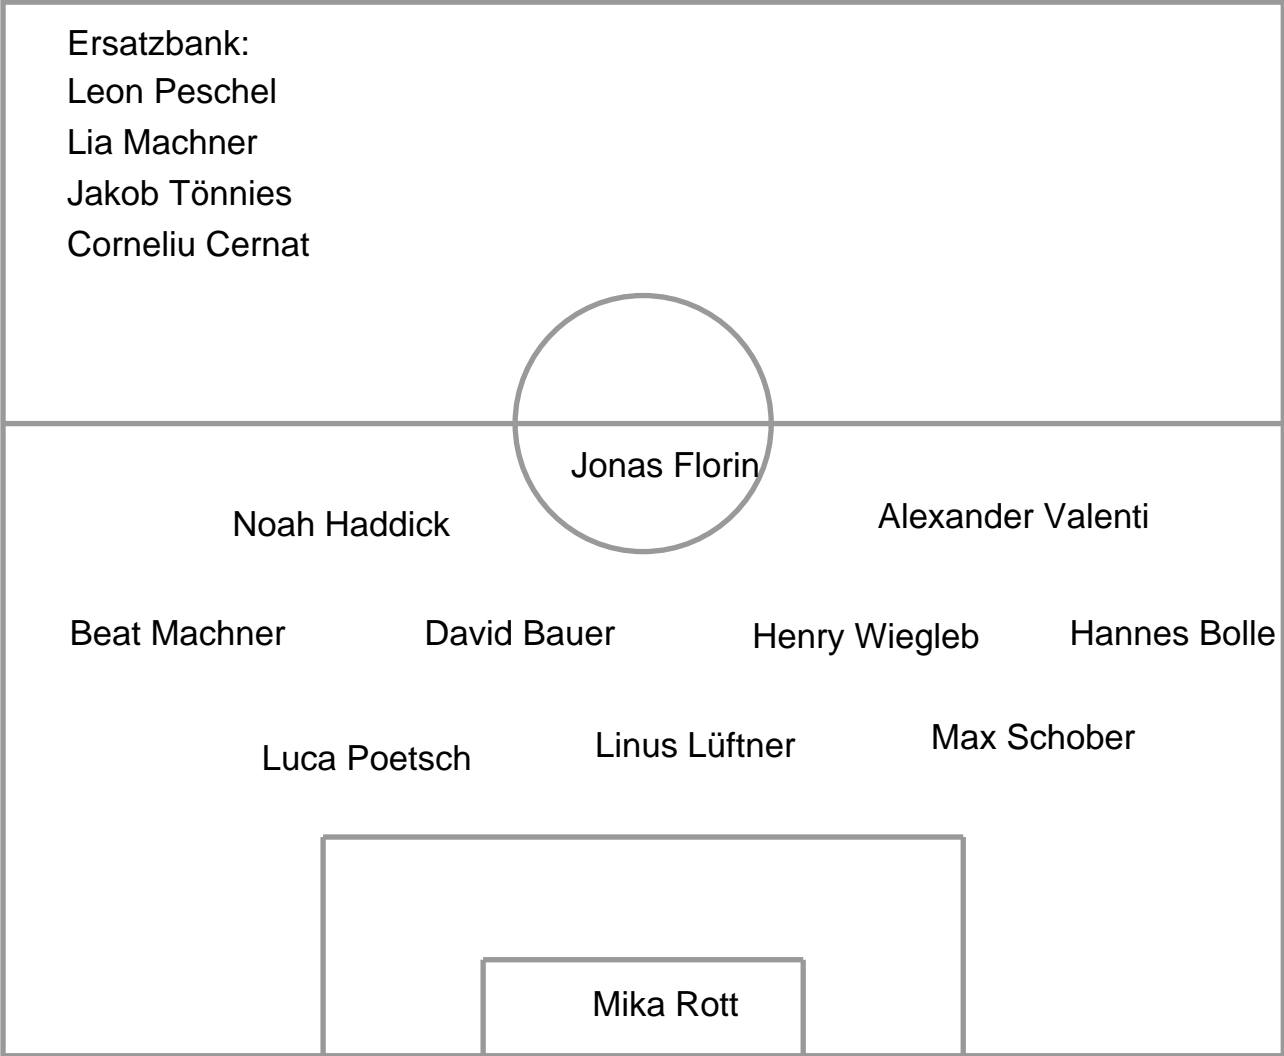 Ersatzbank:
Leon Peschel
Lia Machner
Jakob Tönnies
Corneliu Cernat
Jonas Florin
Noah Haddick
Alexander Valenti
Beat Machner
David Bauer
Henry Wiegleb
Hannes Bolle
Luca Poetsch
Linus Lüftner
Max Schober
Mika Rott